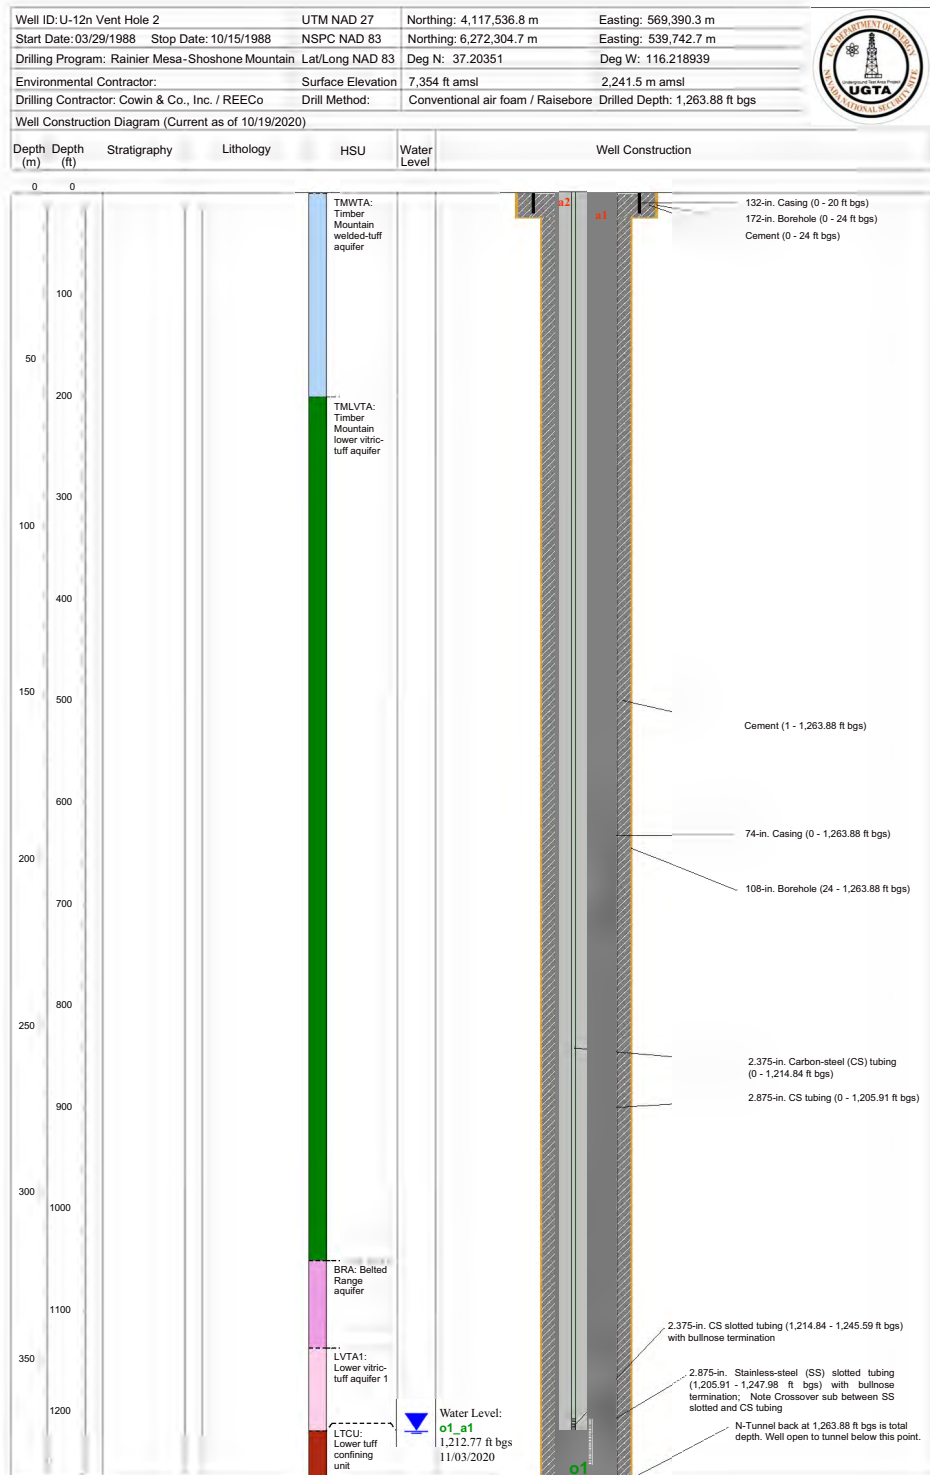 Well ID: U-12n Vent Hole 2 UTM NAD 27 Northing: 4,117,536.8 m Easting: 569,390.3 m
Start Date: 03/29/1988 Stop Date: 10/15/1988 NSPC NAD 83 Northing: 6,272,304.7 m Easting: 539,742.7 m
Drilling Program: Rainier Mesa-Shoshone Mountain Lat/Long NAD 83 Deg N: 37.20351 Deg W: 116.218939
Environmental Contractor: Surface Elevation 7,354 ft amsl 2,241.5 m amsl
Drilling Contractor: Cowin & Co., Inc. / REECo Drill Method: Conventional air foam / Raisebore Drilled Depth: 1,263.88 ft bgs
Well Construction Diagram (Current as of 10/19/2020)
U.S. DEPARTMENT OF ENERGY
Underground Test Area Project
UGTA
NEVADA NATIONAL SECURITY SITE
Depth (m) Depth (ft) Stratigraphy Lithology HSU Water Level Well Construction
0 0
TMWTA:
Timber
Mountain
welded-tuff
aquifer
a2
a1
132-in. Casing (0 - 20 ft bgs)
172-in. Borehole (0 - 24 ft bgs)
Cement (0 - 24 ft bgs)
100
50
200
TMLVTA:
Timber
Mountain
lower vitric-
tuff aquifer
300
100
400
150
500
Cement (1 - 1,263.88 ft bgs)
600
74-in. Casing (0 - 1,263.88 ft bgs)
200
108-in. Borehole (24 - 1,263.88 ft bgs)
700
800
250
2.375-in. Carbon-steel (CS) tubing
(0 - 1,214.84 ft bgs)
2.875-in. CS tubing (0 - 1,205.91 ft bgs)
900
300
1000
BRA: Belted
Range
aquifer
1100
2.375-in. CS slotted tubing (1,214.84 - 1,245.59 ft bgs)
with bullnose termination
350
LVTA1:
Lower vitric-
tuff aquifer 1
2.875-in. Stainless-steel (SS) slotted tubing
(1,205.91 - 1,247.98 ft bgs) with bullnose
termination; Note Crossover sub between SS
slotted and CS tubing
1200
Water Level:
o1_a1
1,212.77 ft bgs
11/03/2020
N-Tunnel back at 1,263.88 ft bgs is total
depth. Well open to tunnel below this point.
LTCU:
Lower tuff
confining
unit
o1